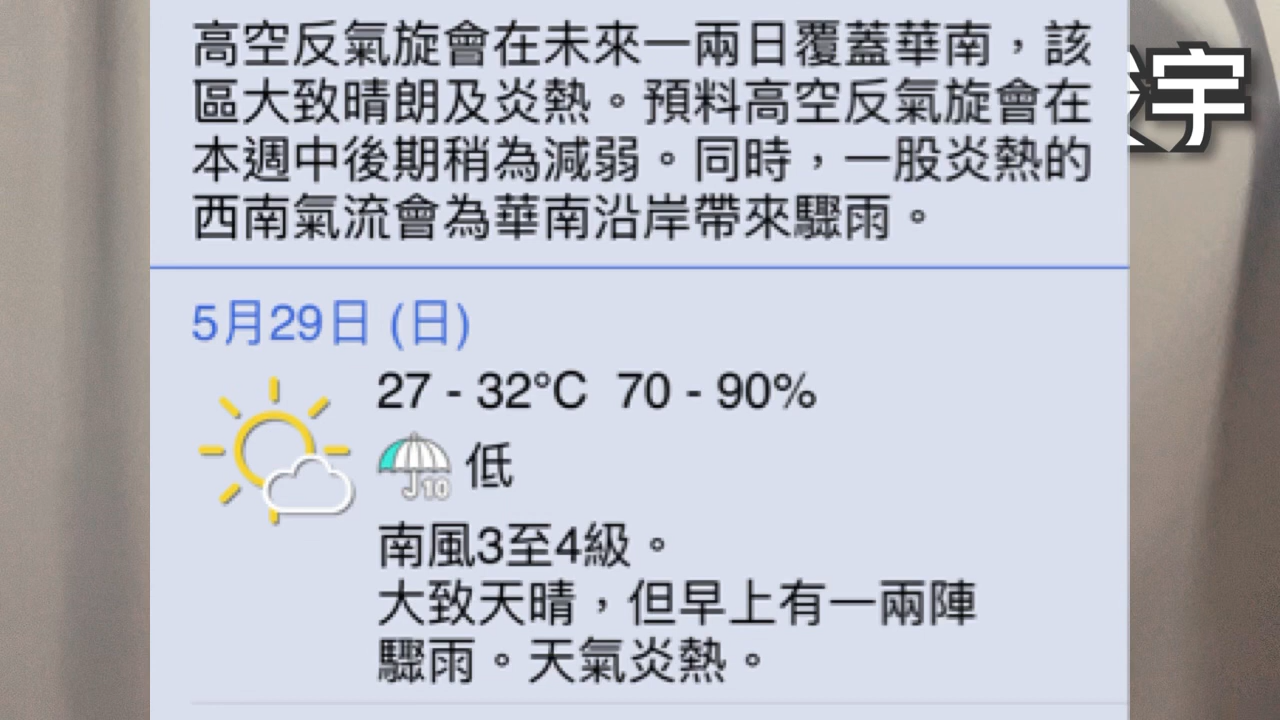 高空反氣旋會在未來一兩日覆蓋華南，該
區大致晴朗及炎熱。預料高空反氣旋會在
本週中後期稍為減弱。同時，一股炎熱的
西南氣流會為華南沿岸帶來驟雨。
宇
5月29日 (日)
27 - 32°C 70 - 90%
10 低
南風3至4級。
大致天晴，但早上有一兩陣
驟雨。天氣炎熱。